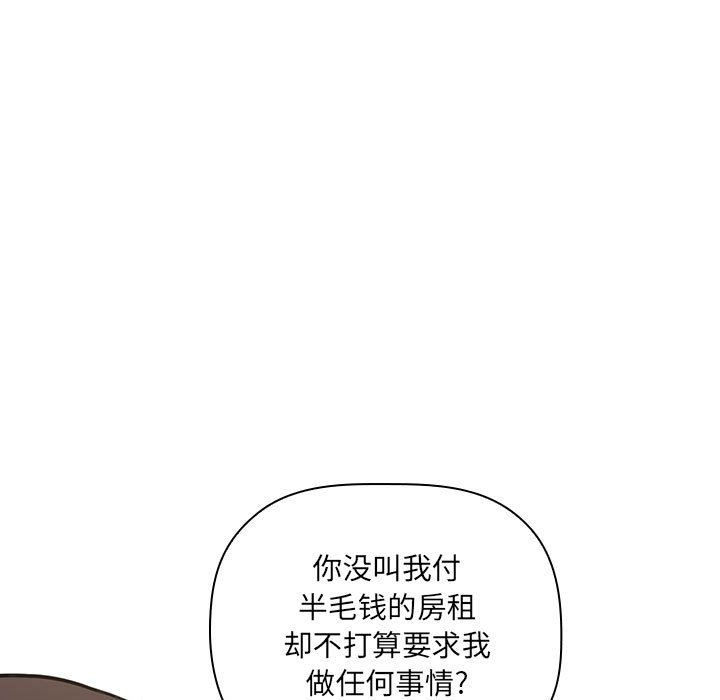 你没叫我付
半毛钱的房租
却不打算要求我
做任何事情?